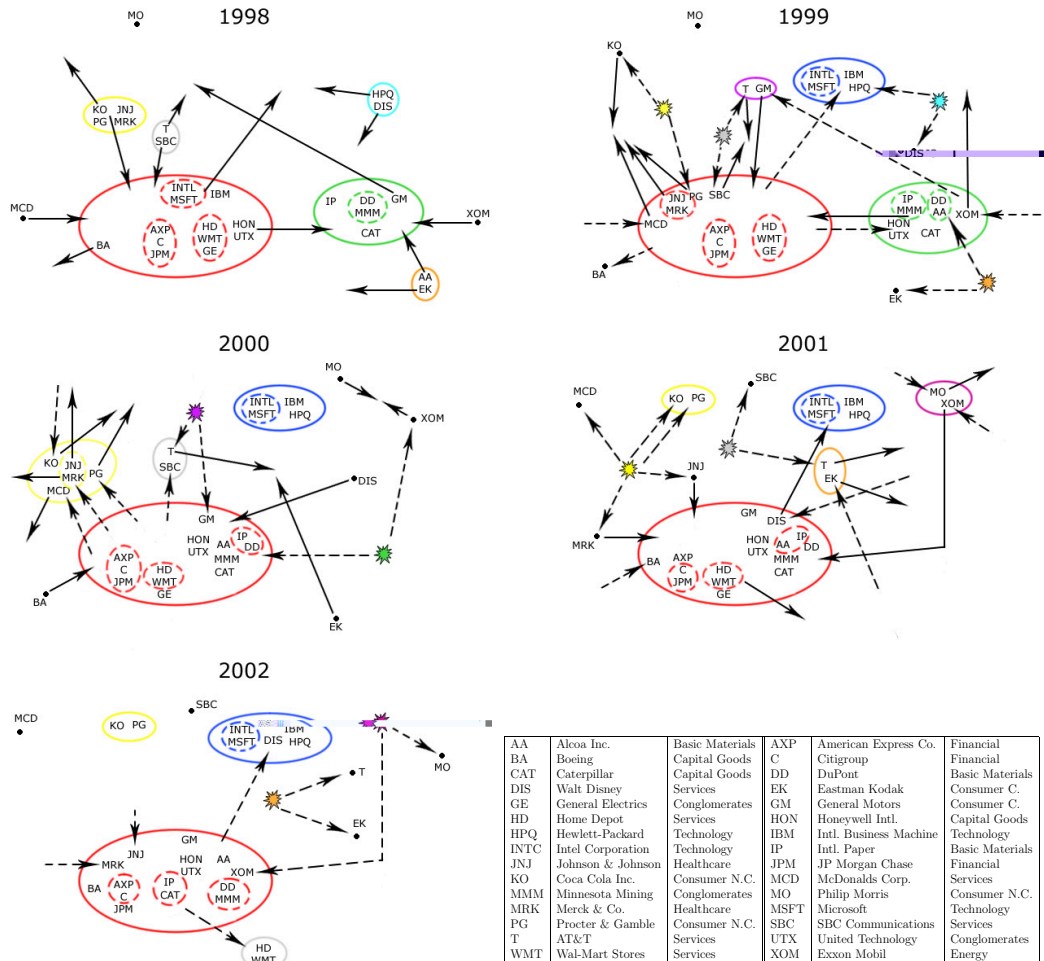 1998
MO
KO JNJ
PG MRK
T
SBC
HPQ
DIS
INTL
MSFT
IBM
MCD
AXP
C
JPM
HD
WMT
GE
HON
UTX
BA
IP
DD
MMM
GM
CAT
XOM
AA
EK
1999
MO
KO
T GM
INTL
MSFT
IBM
HPQ
DIS
JNJ
MRK
PG
SBC
MCD
AXP
C
JPM
HD
WMT
GE
BA
IP
MMM
DD
AA
XOM
HON
UTX
CAT
EK
2000
MO
INTL
MSFT
IBM
HPQ
XOM
KO
JNJ
MRK
PG
MCD
T
SBC
DIS
GM
HON
UTX
AA
IP
DD
MMM
CAT
AXP
C
JPM
HD
WMT
GE
BA
EK
2001
MCD
KO PG
SBC
INTL
MSFT
IBM
HPQ
MO
XOM
JNJ
T
EK
MRK
GM
DIS
HON
UTX
AA
IP
DD
MMM
CAT
BA
AXP
C
JPM
HD
WMT
GE
2002
MCD
KO PG
SBC
INTL
MSFT
DIS
IBM
HPQ
MO
T
EK
GM
JNJ
MRK
HON
UTX
AA
XOM
BA
AXP
C
JPM
IP
CAT
DD
MMM
HD
WMT
AA Alcoa Inc. Basic Materials AXP American Express Co. Financial
BA Boeing Capital Goods C Citigroup Financial
CAT Caterpillar Capital Goods DD DuPont Basic Materials
DIS Walt Disney Services EK Eastman Kodak Consumer C.
GE General Electrics Conglomerates GM General Motors Consumer C.
HD Home Depot Services HON Honeywell Intl. Capital Goods
HPQ Hewlett-Packard Technology IBM Intl. Business Machine Technology
INTC Intel Corporation Technology IP Intl. Paper Basic Materials
JNJ Johnson & Johnson Healthcare JPM JP Morgan Chase Financial
KO Coca Cola Inc. Consumer N.C. MCD McDonalds Corp. Services
MMM Minnesota Mining Conglomerates MO Philip Morris Consumer N.C.
MRK Merck & Co. Healthcare MSFT Microsoft Technology
PG Procter & Gamble Consumer N.C. SBC SBC Communications Services
T AT&T Services UTX United Technology Conglomerates
WMT Wal-Mart Stores Services XOM Exxon Mobil Energy